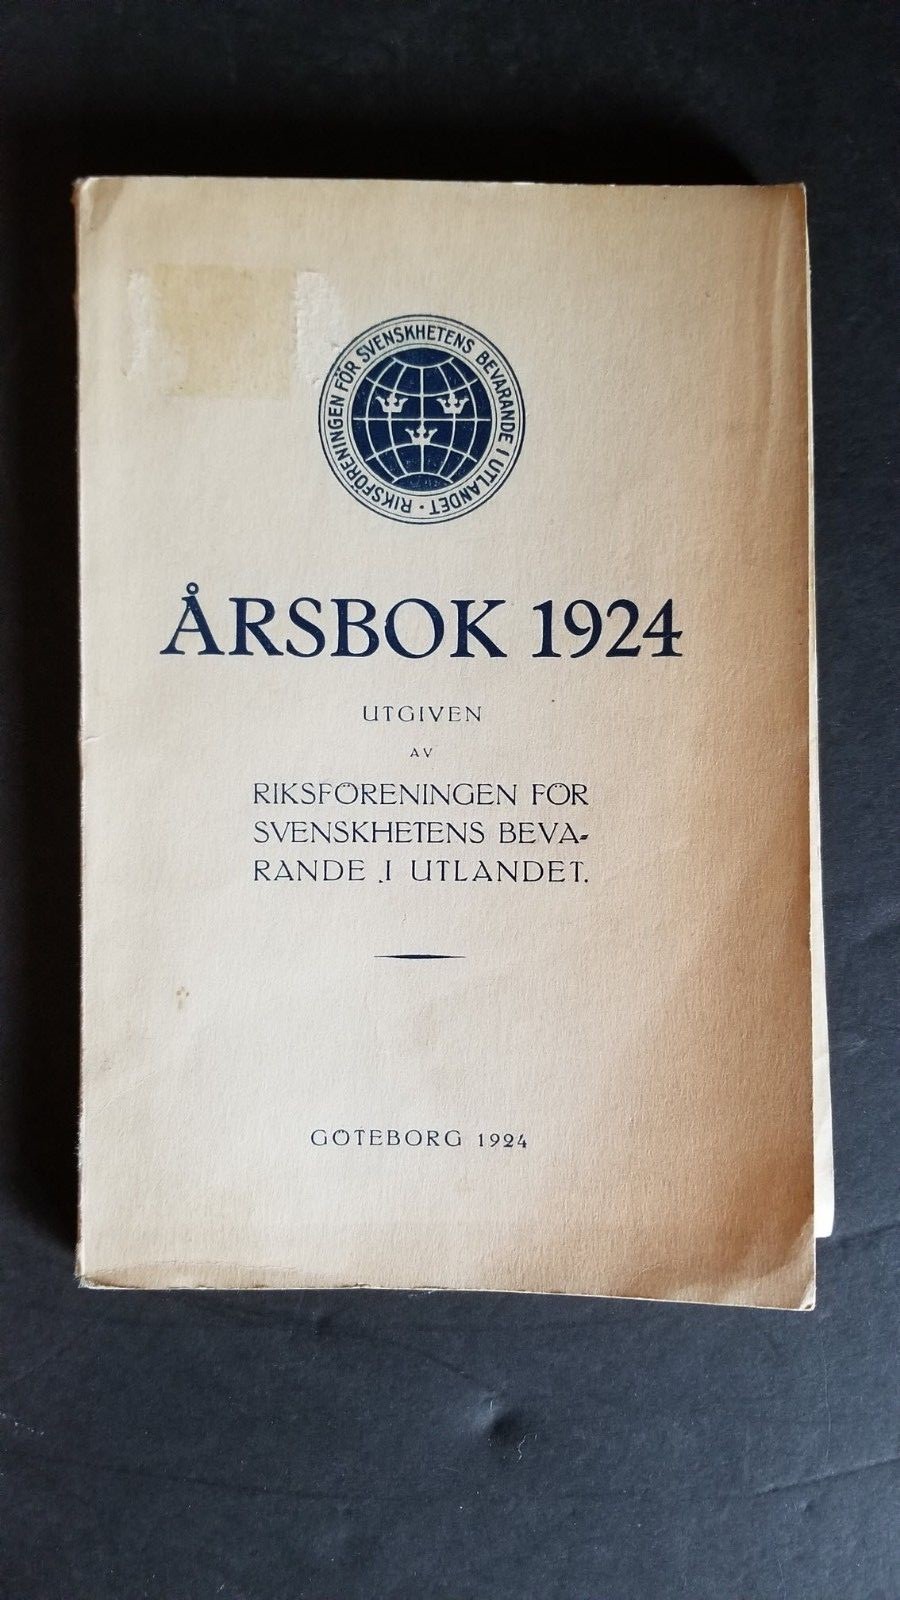 RIKSFÖRENINGEN FÖR SVENSKHETENS BEVARANDE I UTLANDET ·
ÅRSBOK 1924
UTGIVEN
AV
RIKSFÖRENINGEN FÖR
SVENSKHETENS BEVA-
RANDE I UTLANDET.
GÖTEBORG 1924